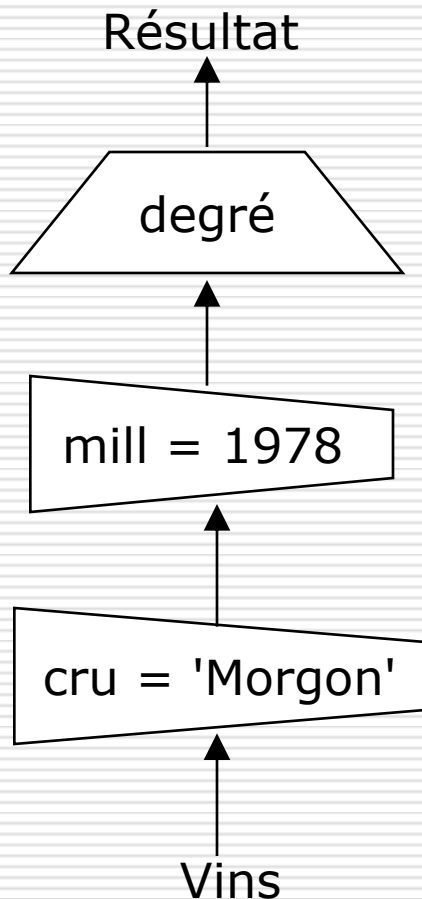 Résultat
degré
mill = 1978
cru = 'Morgon'
Vins